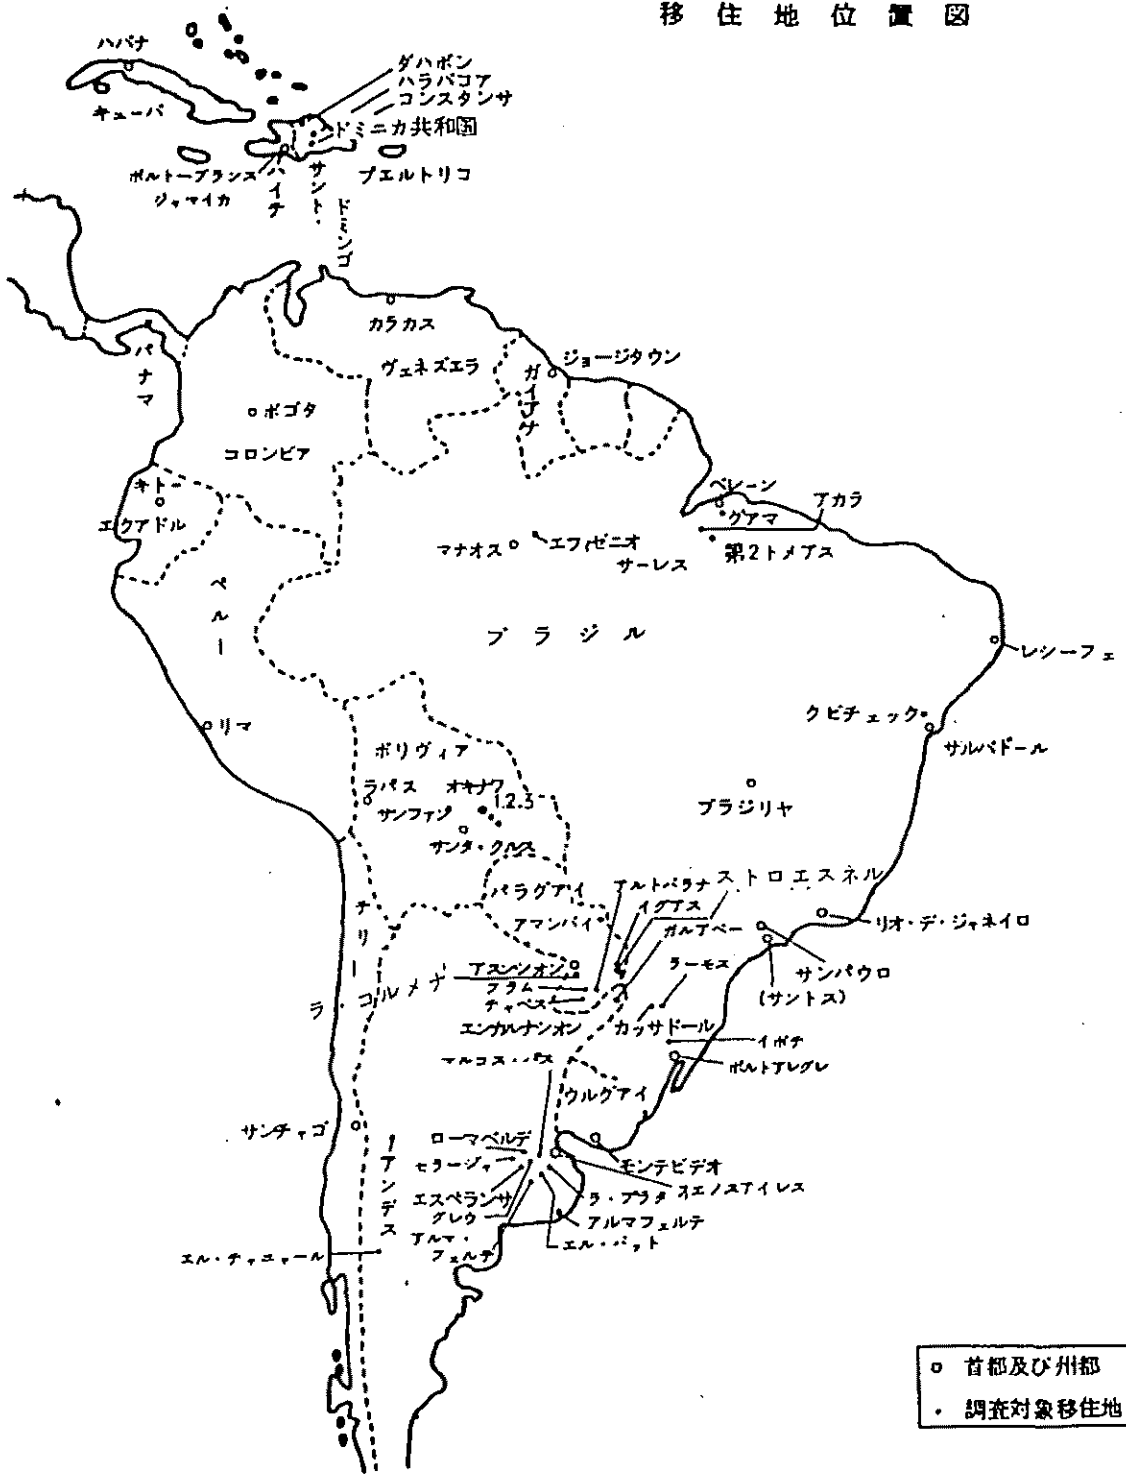 移住地位置図
ハバナ
キューバ
ダハボン
ハラバコア
コンスタンサ
ドミニカ共和国
ポルトープランス
ジャマイカ
ハイチ
サント・
ドミンゴ
プエルトリコ
パナマ
カラカス
ヴェネズエラ
ガイアナ
ジョージタウン
ボゴタ
コロンビア
キトー
エクアドル
ペルー
リマ
マナオス
エフィゼニオ
サーレス
ベレーン
グアマ
アカラ
第2トメアス
ブラジル
レシーフェ
クビチェック
サルバドール
ブラジリヤ
ボリヴィア
ラパス
オキナワ
1.2.3
サンファン
サンタ・クルス
パラグアイ
アマンバイ
アルトパラナ
ストロエスネル
イグアス
ガルアペー
リオ・デ・ジャネイロ
サンパウロ
(サントス)
チリー
アスンシオン
フラム
チャベス
ラ・コルメナ
エンカルナシオン
ラーモス
カッサドール
イボチ
ポルトアレグレ
マルコス・パス
ウルグアイ
サンチャゴ
アンデス
ローマベルデ
セラージャ
エスペランサ
グレウ
アルマ・
フェルテ
モンテビデオ
オエノスアイレス
ラ・プラタ
アルマフェルテ
エル・パット
エル・チャニャール
首都及び州都
調査対象移住地